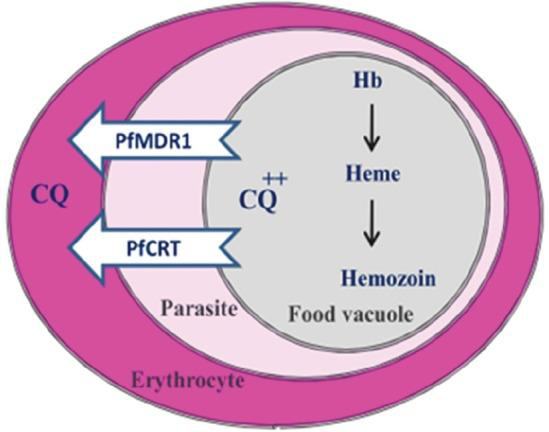 Hb
PfMDR1
Heme
CQ
CQ++
PfCRT
Hemozoin
Parasite
Food vacuole
Erythrocyte